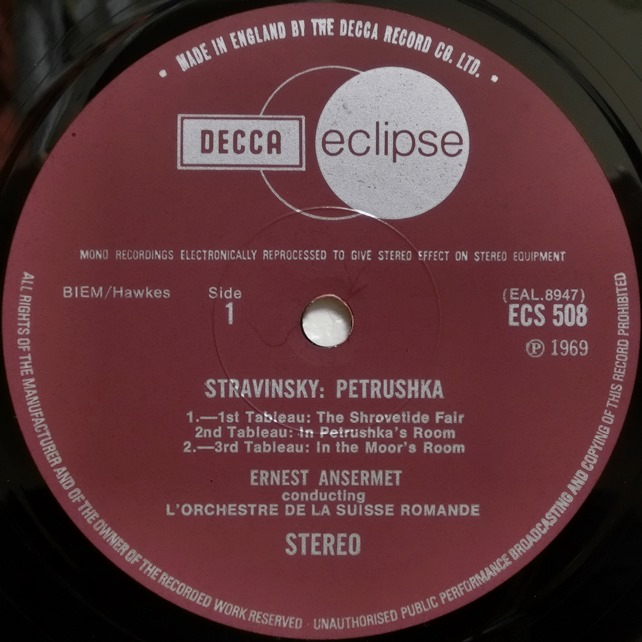 • MADE IN ENGLAND BY THE DECCA RECORD CO. LTD. •
DECCA eclipse
MONO RECORDINGS ELECTRONICALLY REPROCESSED TO GIVE STEREO EFFECT ON STEREO EQUIPMENT
BIEM/Hawkes
Side
1
(EAL.8947)
ECS 508
Ⓟ 1969
STRAVINSKY: PETRUSHKA
1.—1st Tableau: The Shrovetide Fair
2nd Tableau: In Petrushka's Room
2.—3rd Tableau: In the Moor's Room
ERNEST ANSERMET
conducting
L'ORCHESTRE DE LA SUISSE ROMANDE
STEREO
ALL RIGHTS OF THE MANUFACTURER AND OF THE OWNER OF THE RECORDED WORK RESERVED · UNAUTHORISED PUBLIC PERFORMANCE BROADCASTING AND COPYING OF THIS RECORD PROHIBITED